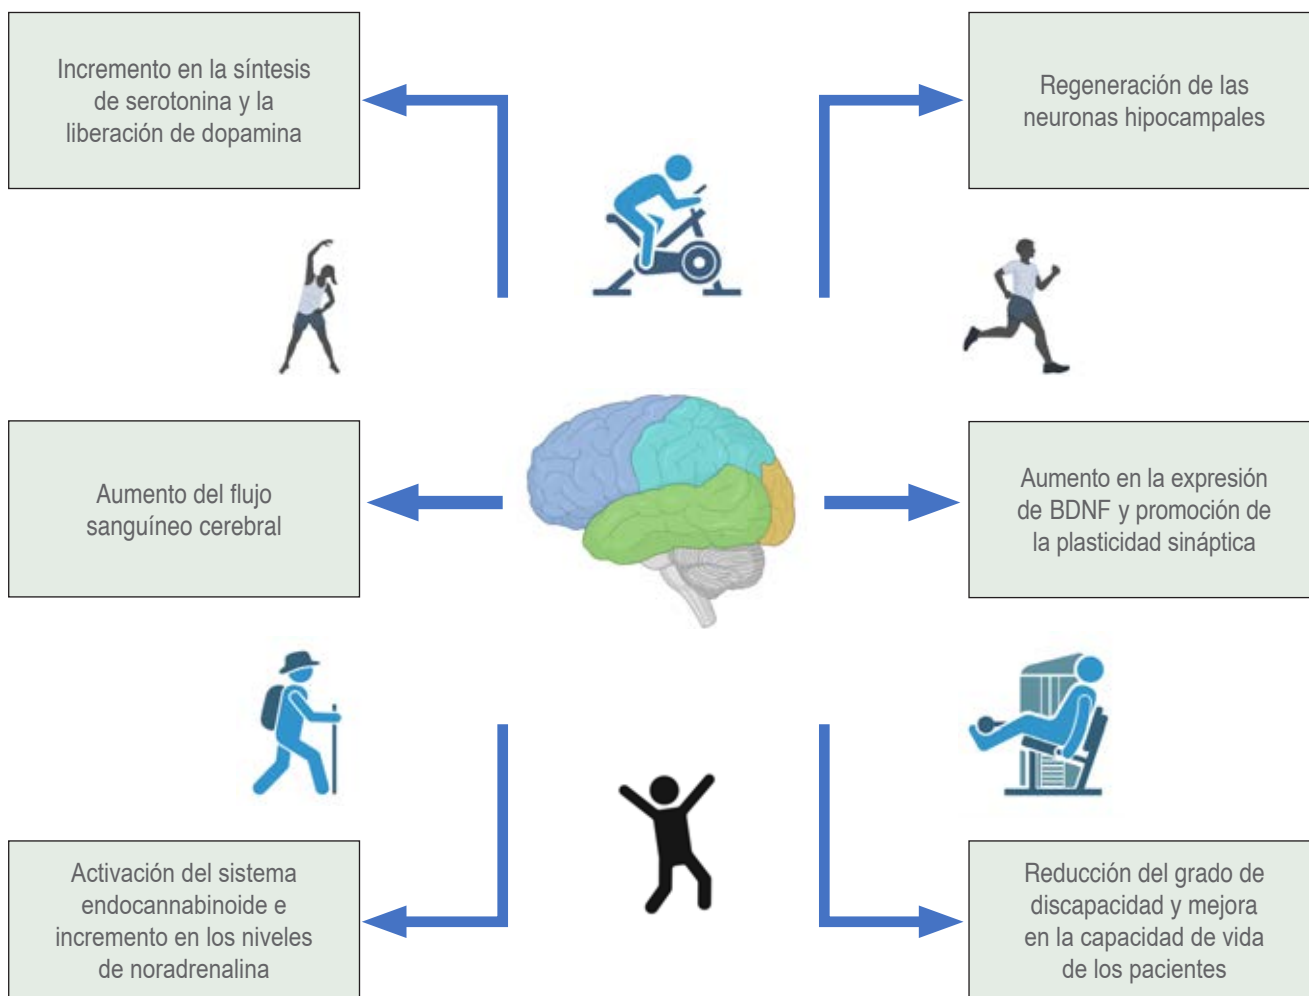 Incremento en la síntesis
de serotonina y la
liberación de dopamina
Regeneración de las
neuronas hipocampales
Aumento del flujo
sanguíneo cerebral
Aumento en la expresión
de BDNF y promoción de
la plasticidad sináptica
Activación del sistema
endocannabinoide e
incremento en los niveles
de noradrenalina
Reducción del grado de
discapacidad y mejora
en la capacidad de vida
de los pacientes